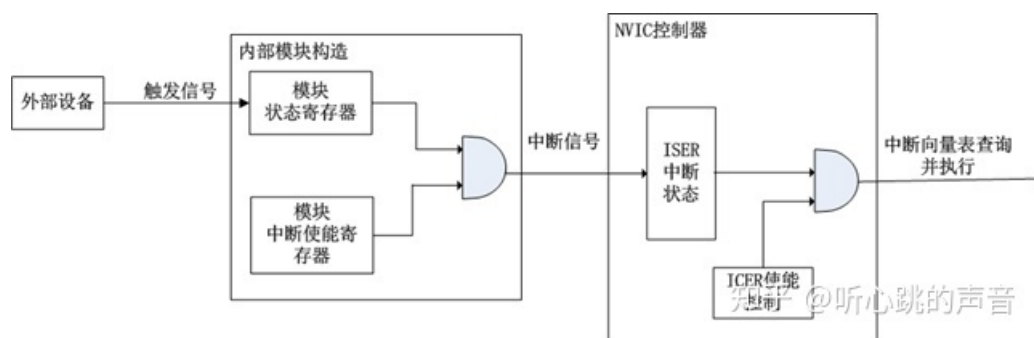 NVIC控制器
内部模块构造
外部设备
触发信号
模块
状态寄存器
中断信号
ISER
中断
状态
中断向量表查询
并执行
模块
中断使能寄
存器
ICER使能
控制
知乎 @听心跳的声音